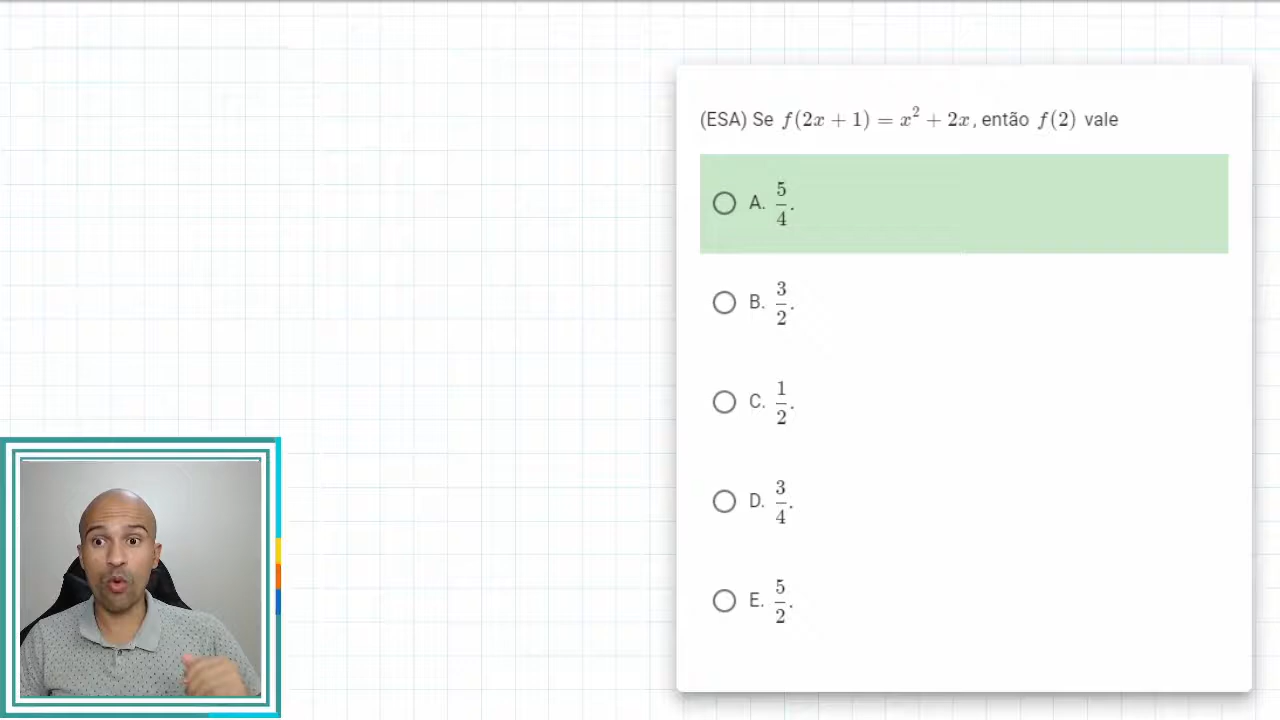 (ESA) Se f(2x + 1) = x² + 2x, então f(2) vale
A. 5/4.
B. 3/2.
C. 1/2.
D. 3/4.
E. 5/2.